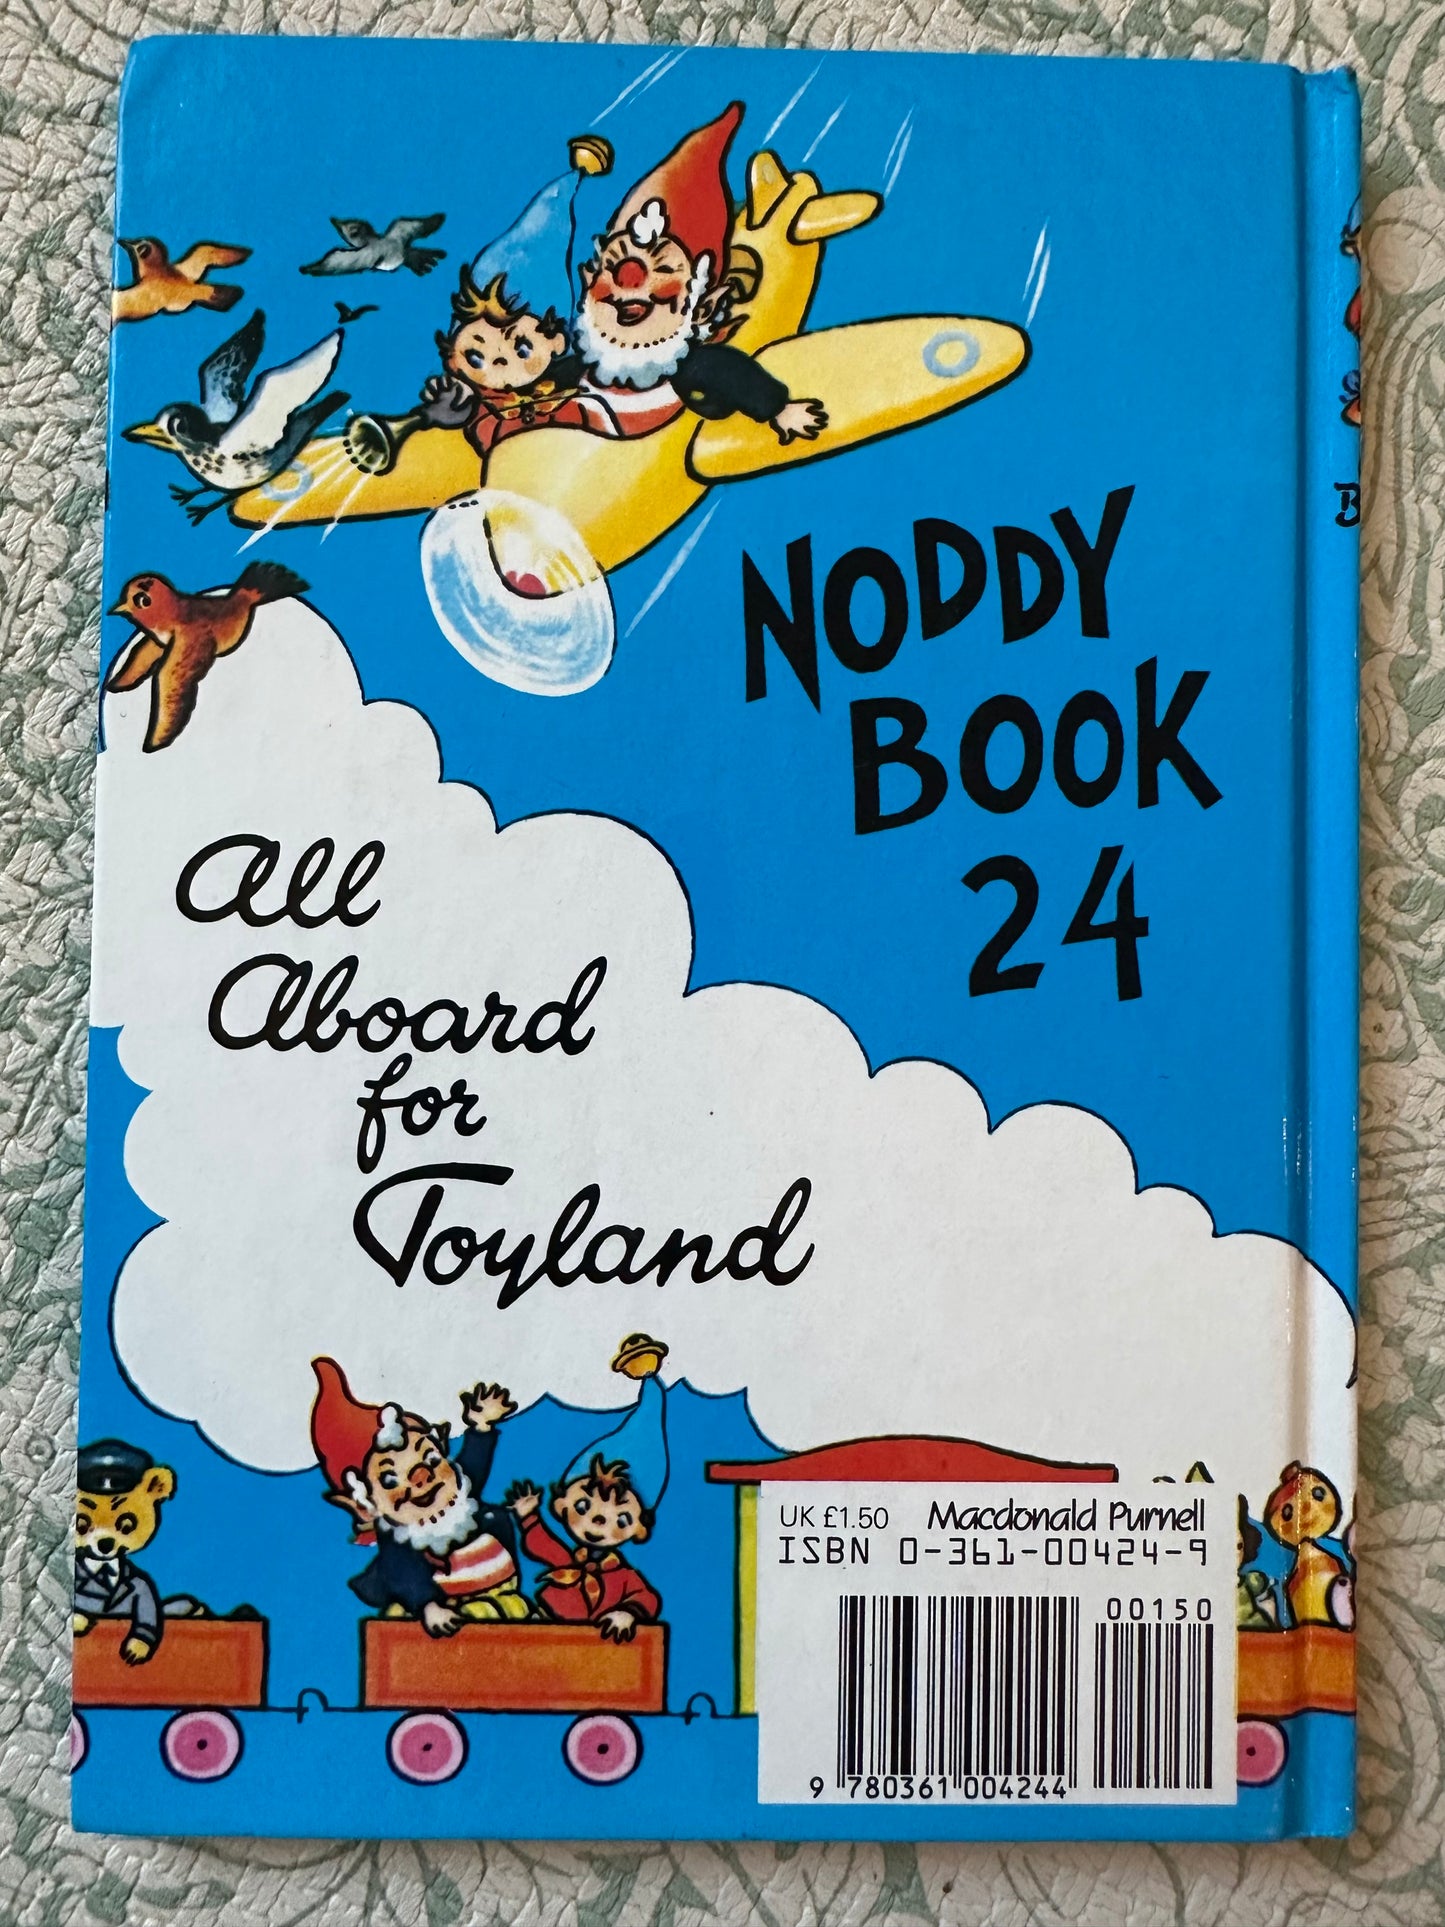 NODDY
BOOK
24
All
Aboard
for
Toyland
UK £1.50 Macdonald Purnell
ISBN 0-361-00424-9
00150
9 780361 004244